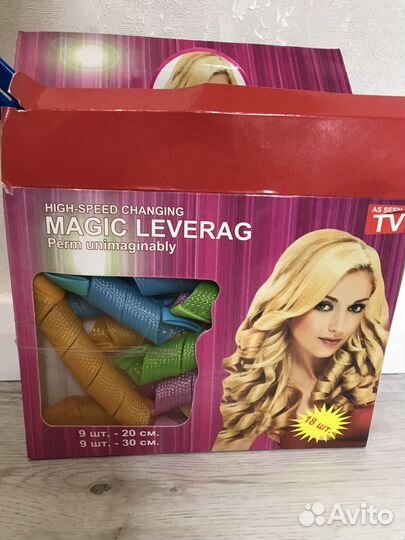 HIGH-SPEED CHANGING
MAGIC LEVERAG
Perm unimaginably
AS SEEN
TV
9 шт. - 20 см.
9 шт. - 30 см.
18 шт.
Avito